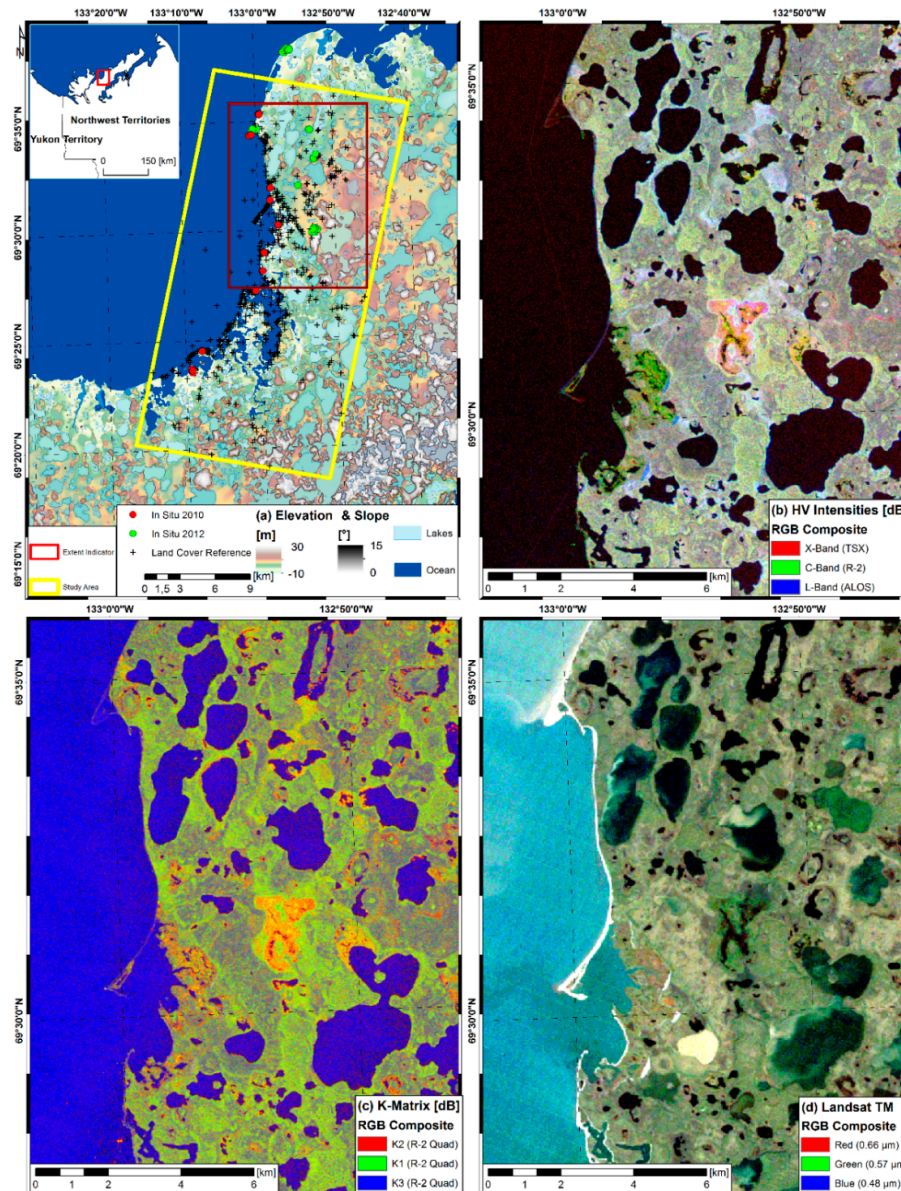 133°20'0"W 133°10'0"W 133°0'0"W 132°50'0"W
133°0'0"W 132°50'0"W
N
Northwest Territories
Yukon Territory
0 150 [km]
69°35'0"N
69°30'0"N
69°25'0"N
69°20'0"N
69°15'0"N
In Situ 2010
In Situ 2012
Land Cover Reference
Extent Indicator
Study Area
0 1,5 3 6 9
[km]
(a) Elevation & Slope
[m]
30
-10
[°]
15
0
Lakes
Ocean
69°35'0"N
69°30'0"N
(b) HV Intensities [dB]
RGB Composite
X-Band (TSX)
C-Band (R-2)
L-Band (ALOS)
0 2 4 6
[km]
133°0'0"W 132°50'0"W
133°0'0"W 132°50'0"W
69°35'0"N
69°30'0"N
(c) K-Matrix [dB]
RGB Composite
K2 (R-2 Quad)
K1 (R-2 Quad)
K3 (R-2 Quad)
0 2 4 6
[km]
69°35'0"N
69°30'0"N
(d) Landsat TM
RGB Composite
Red (0.66 µm)
Green (0.57 µm)
Blue (0.48 µm)
0 2 4 6
[km]